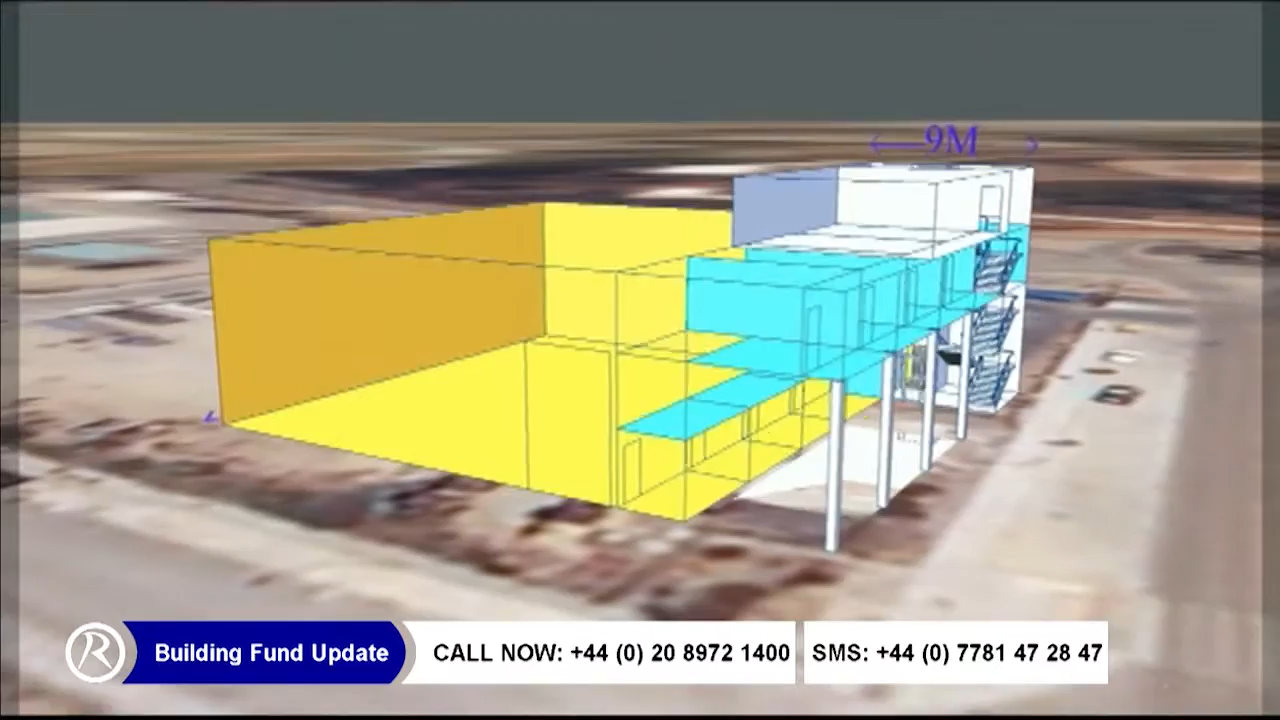 9M
R
Building Fund Update
CALL NOW: +44 (0) 20 8972 1400
SMS: +44 (0) 7781 47 28 47